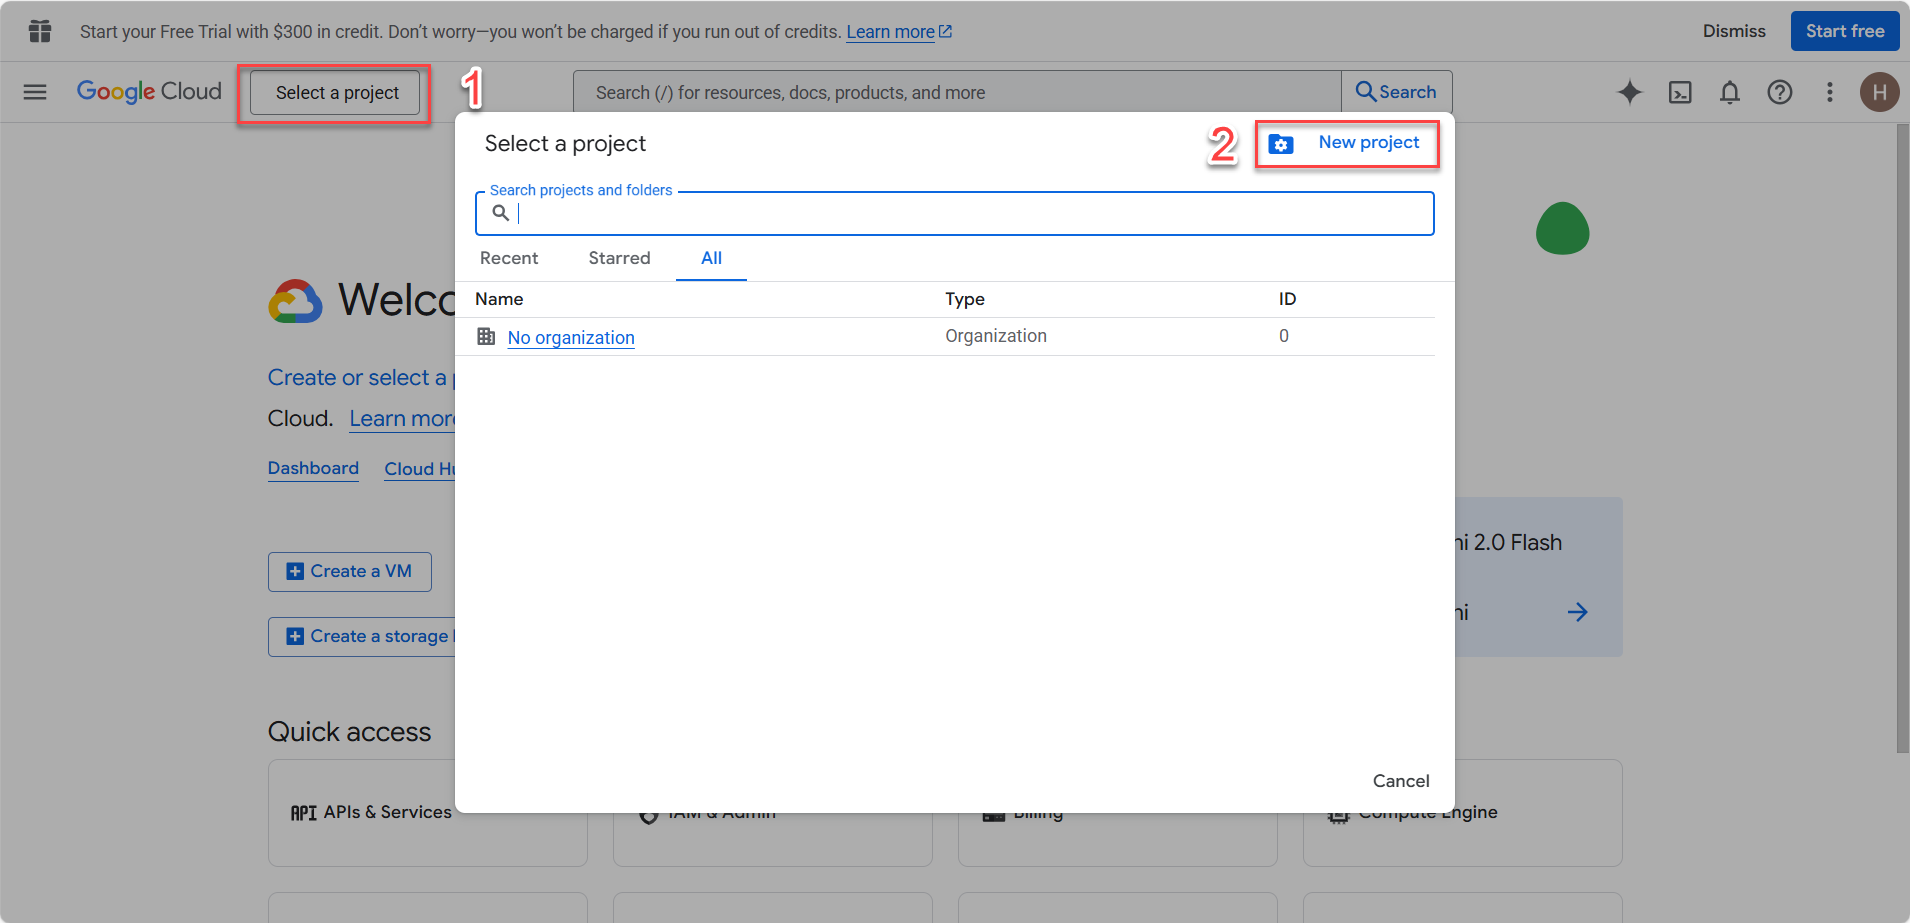 Start your Free Trial with $300 in credit. Don’t worry—you won’t be charged if you run out of credits. Learn more
Dismiss
Start free
Google Cloud
Select a project
1
Search (/) for resources, docs, products, and more
Search
H
Select a project
2
New project
Search projects and folders
Recent Starred All
Name Type ID
No organization Organization 0
Create or select a
Cloud. Learn more
Dashboard Cloud
Create a VM
Create a storage
2.0 Flash
Quick access
Cancel
API APIs & Services
IAM & Admin
Billing
Compute Engine